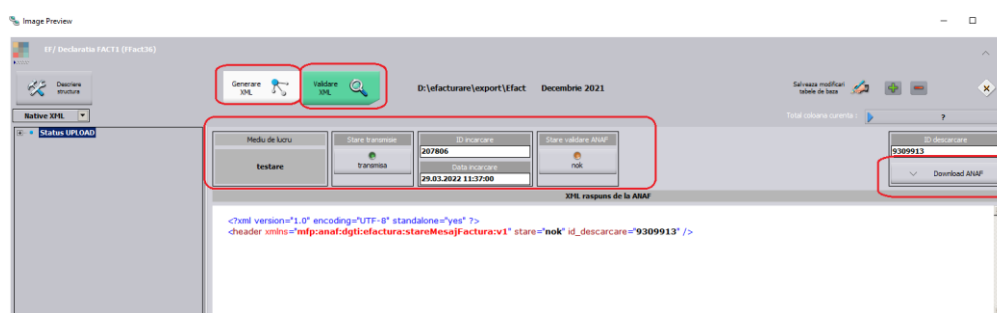 Image Preview
EF/ Declaratia FACT1 (FFact36)
Descriere structura
Generare XML
Validare XML
D:\efacturare\export\Efact Decembrie 2021
Salveaza modificari tabele de baza
Native XML
Total coloana curenta :
?
Status UPLOAD
Mediu de lucru
testare
Stare transmisie
transmisa
ID incarcare
207806
Data incarcare
29.03.2022 11:37:00
Stare validare ANAF
nok
ID descarcare
9309913
Download ANAF
XML raspuns de la ANAF
<?xml version="1.0" encoding="UTF-8" standalone="yes" ?>
<header xmlns="mfp:anaf:dgti:efactura:stareMesajFactura:v1" stare="nok" id_descarcare="9309913" />